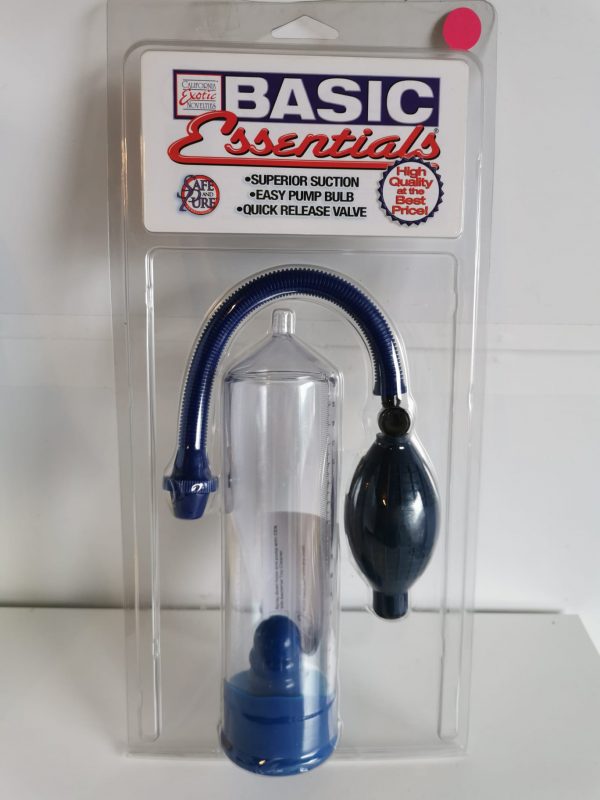 CALIFORNIA
Exotic
NOVELTIES
BASIC
Essentials®
•SUPERIOR SUCTION
•EASY PUMP BULB
•QUICK RELEASE VALVE
SAFE
AND
PURE
High
Quality
at the
Best
Price!